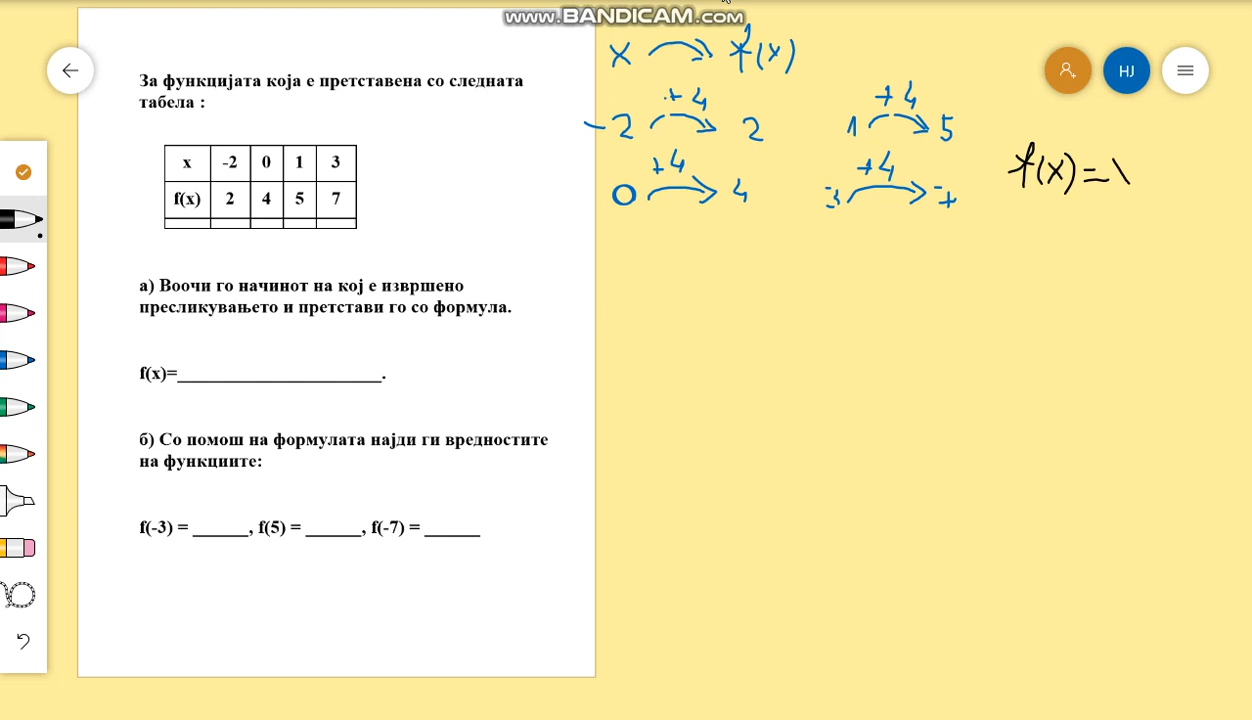 www.BANDICAM.com
За функцијата која е претставена со следната
табела :
x -2 0 1 3
f(x) 2 4 5 7
а) Воочи го начинот на кој е извршено
пресликувањето и претстави го со формула.
f(x)=______________________.
б) Со помош на формулата најди ги вредностите
на функциите:
f(-3) = ______, f(5) = ______, f(-7) = ______
x f(x)
+4
-2 2
+4
0 4
+4
1 5
+4
3 7
f(x)=
HJ